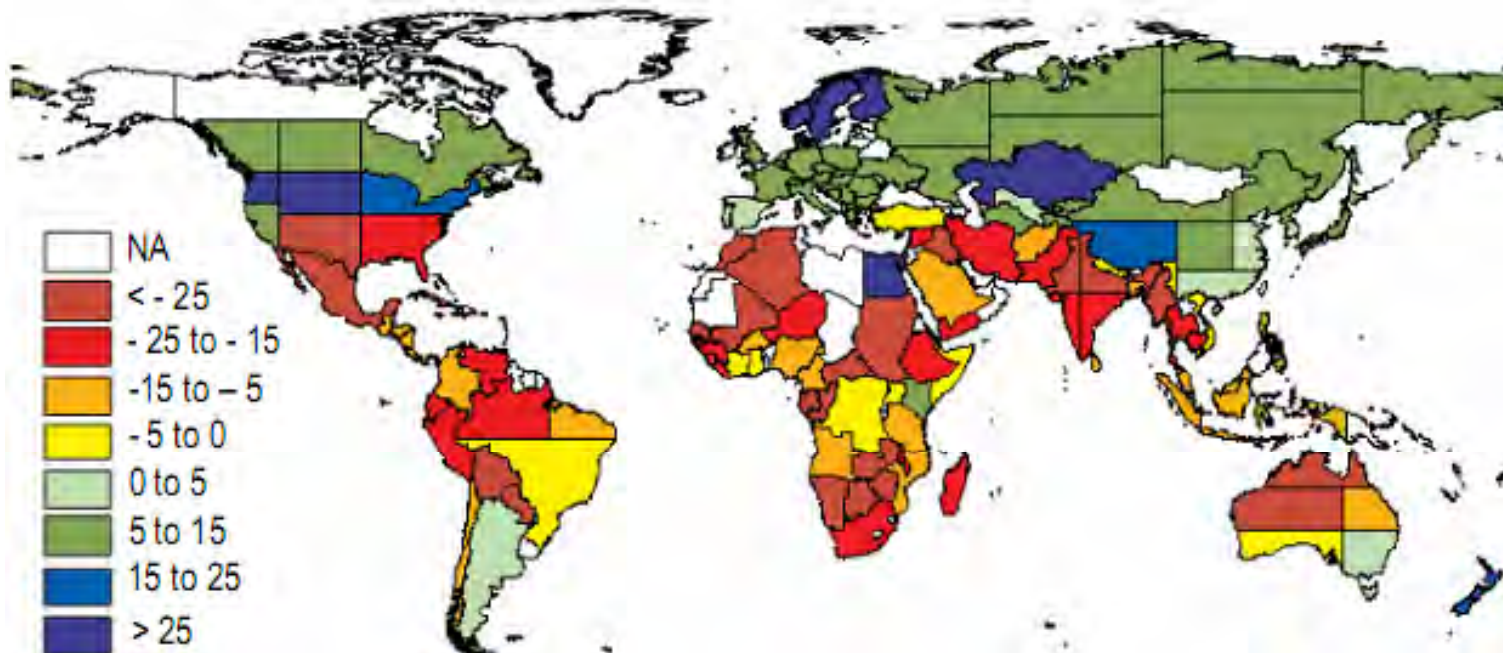 NA
< - 25
- 25 to - 15
-15 to – 5
- 5 to 0
0 to 5
5 to 15
15 to 25
> 25